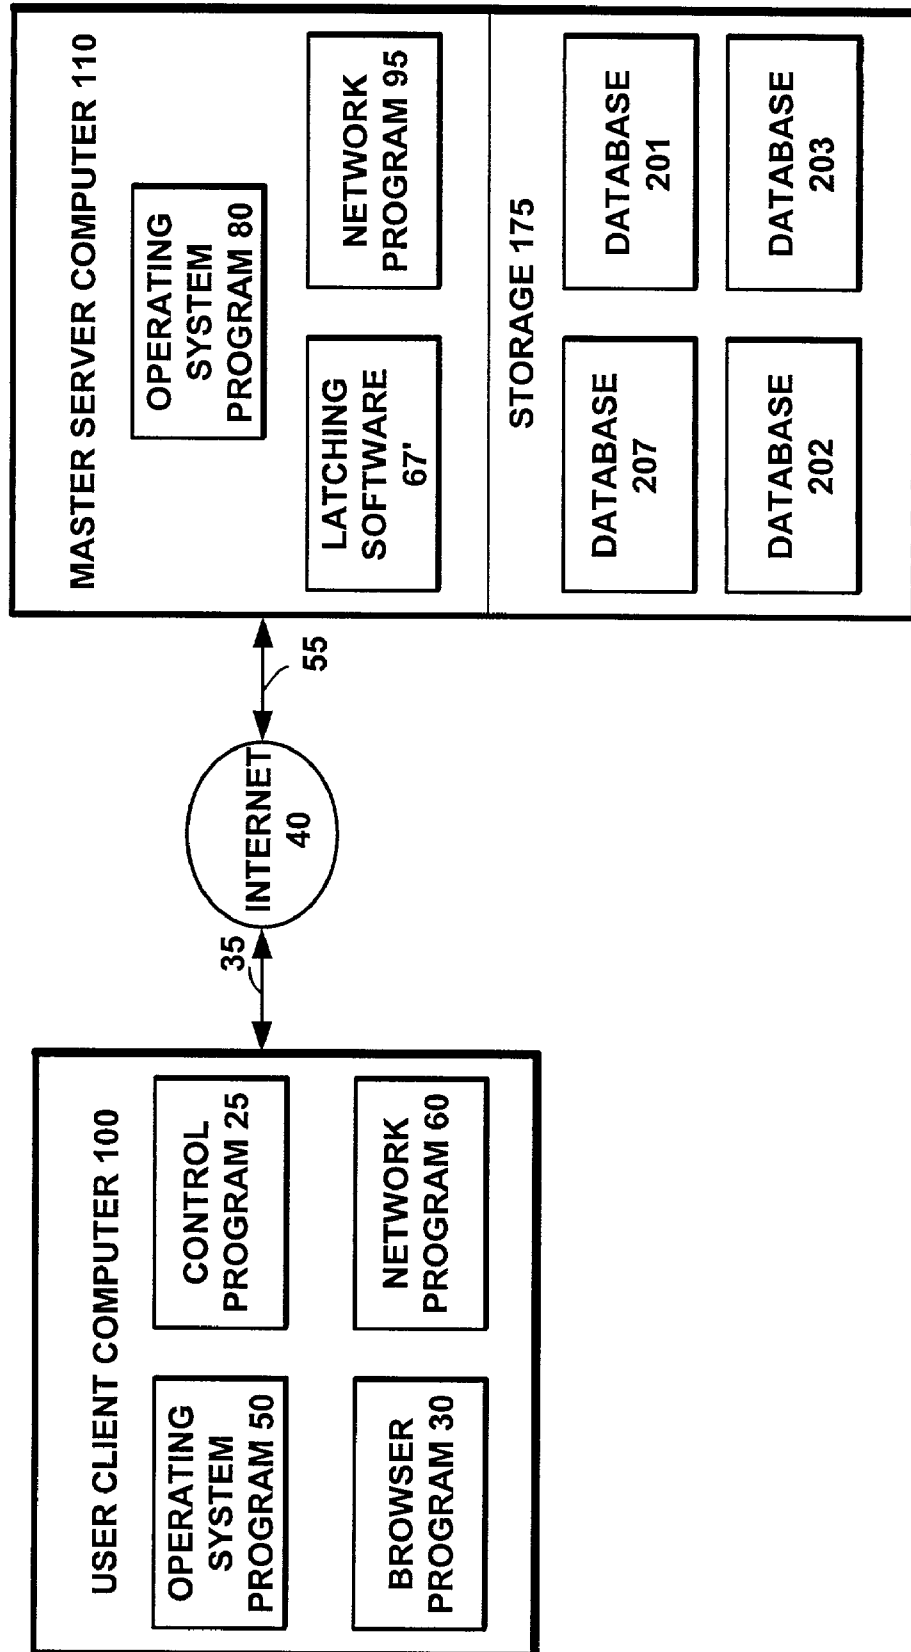 USER CLIENT COMPUTER 100
OPERATING
SYSTEM
PROGRAM 50
CONTROL
PROGRAM 25
BROWSER
PROGRAM 30
NETWORK
PROGRAM 60
35
INTERNET
40
55
MASTER SERVER COMPUTER 110
OPERATING
SYSTEM
PROGRAM 80
LATCHING
SOFTWARE
67'
NETWORK
PROGRAM 95
STORAGE 175
DATABASE
207
DATABASE
201
DATABASE
202
DATABASE
203